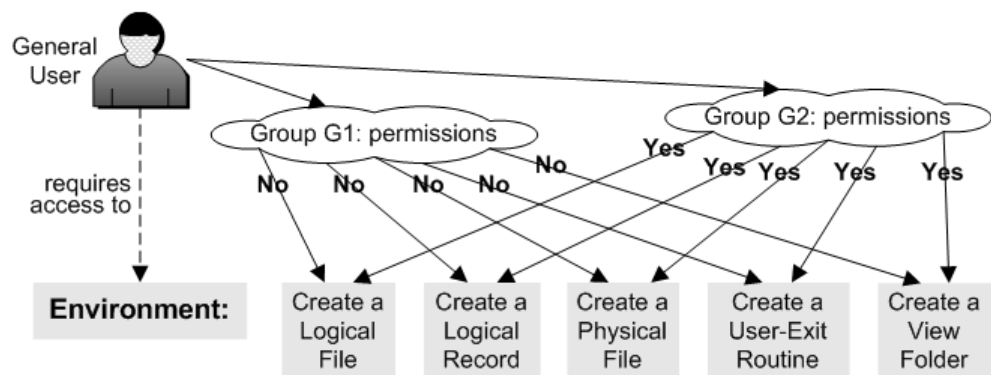 General
User
Group G1: permissions
Group G2: permissions
No
No
No
No
No
Yes
Yes
Yes
Yes
Yes
requires
access to
Environment:
Create a
Logical
File
Create a
Logical
Record
Create a
Physical
File
Create a
User-Exit
Routine
Create a
View
Folder